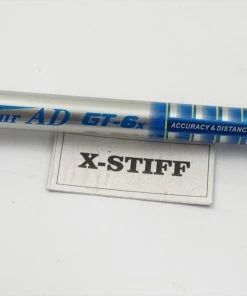 AD GT-6x ACCURACY & DISTANCE
X-STIFF